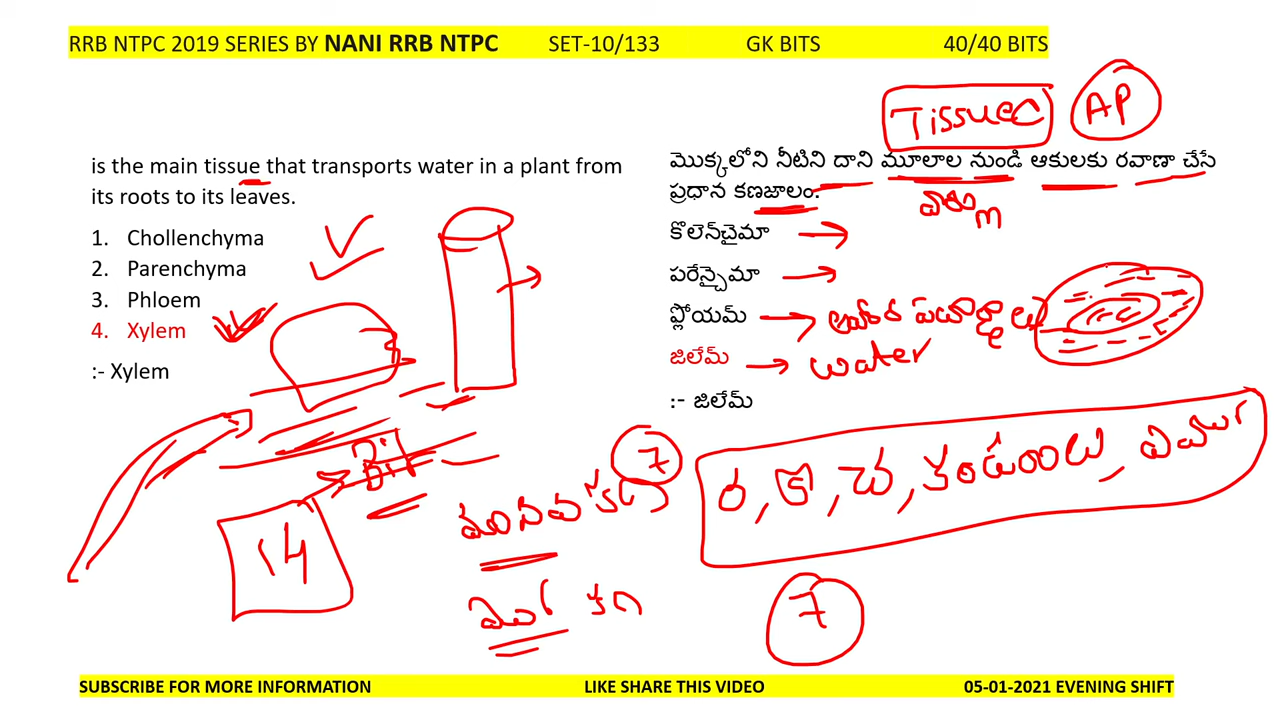 RRB NTPC 2019 SERIES BY NANI RRB NTPC SET-10/133 GK BITS 40/40 BITS
Tissue AP
is the main tissue that transports water in a plant from
its roots to its leaves.
1. Chollenchyma
2. Parenchyma
3. Phloem
4. Xylem
:- Xylem
మొక్కలోని నీటిని దాని మూలాల నుండి ఆకులకు రవాణా చేసే
ప్రధాన కణజాలం.
కొలెన్‌చైమా
పరేన్చైమా
ఫ్లోయమ్
జిలేమ్ water
:- జిలేమ్
7
14
7
SUBSCRIBE FOR MORE INFORMATION LIKE SHARE THIS VIDEO 05-01-2021 EVENING SHIFT